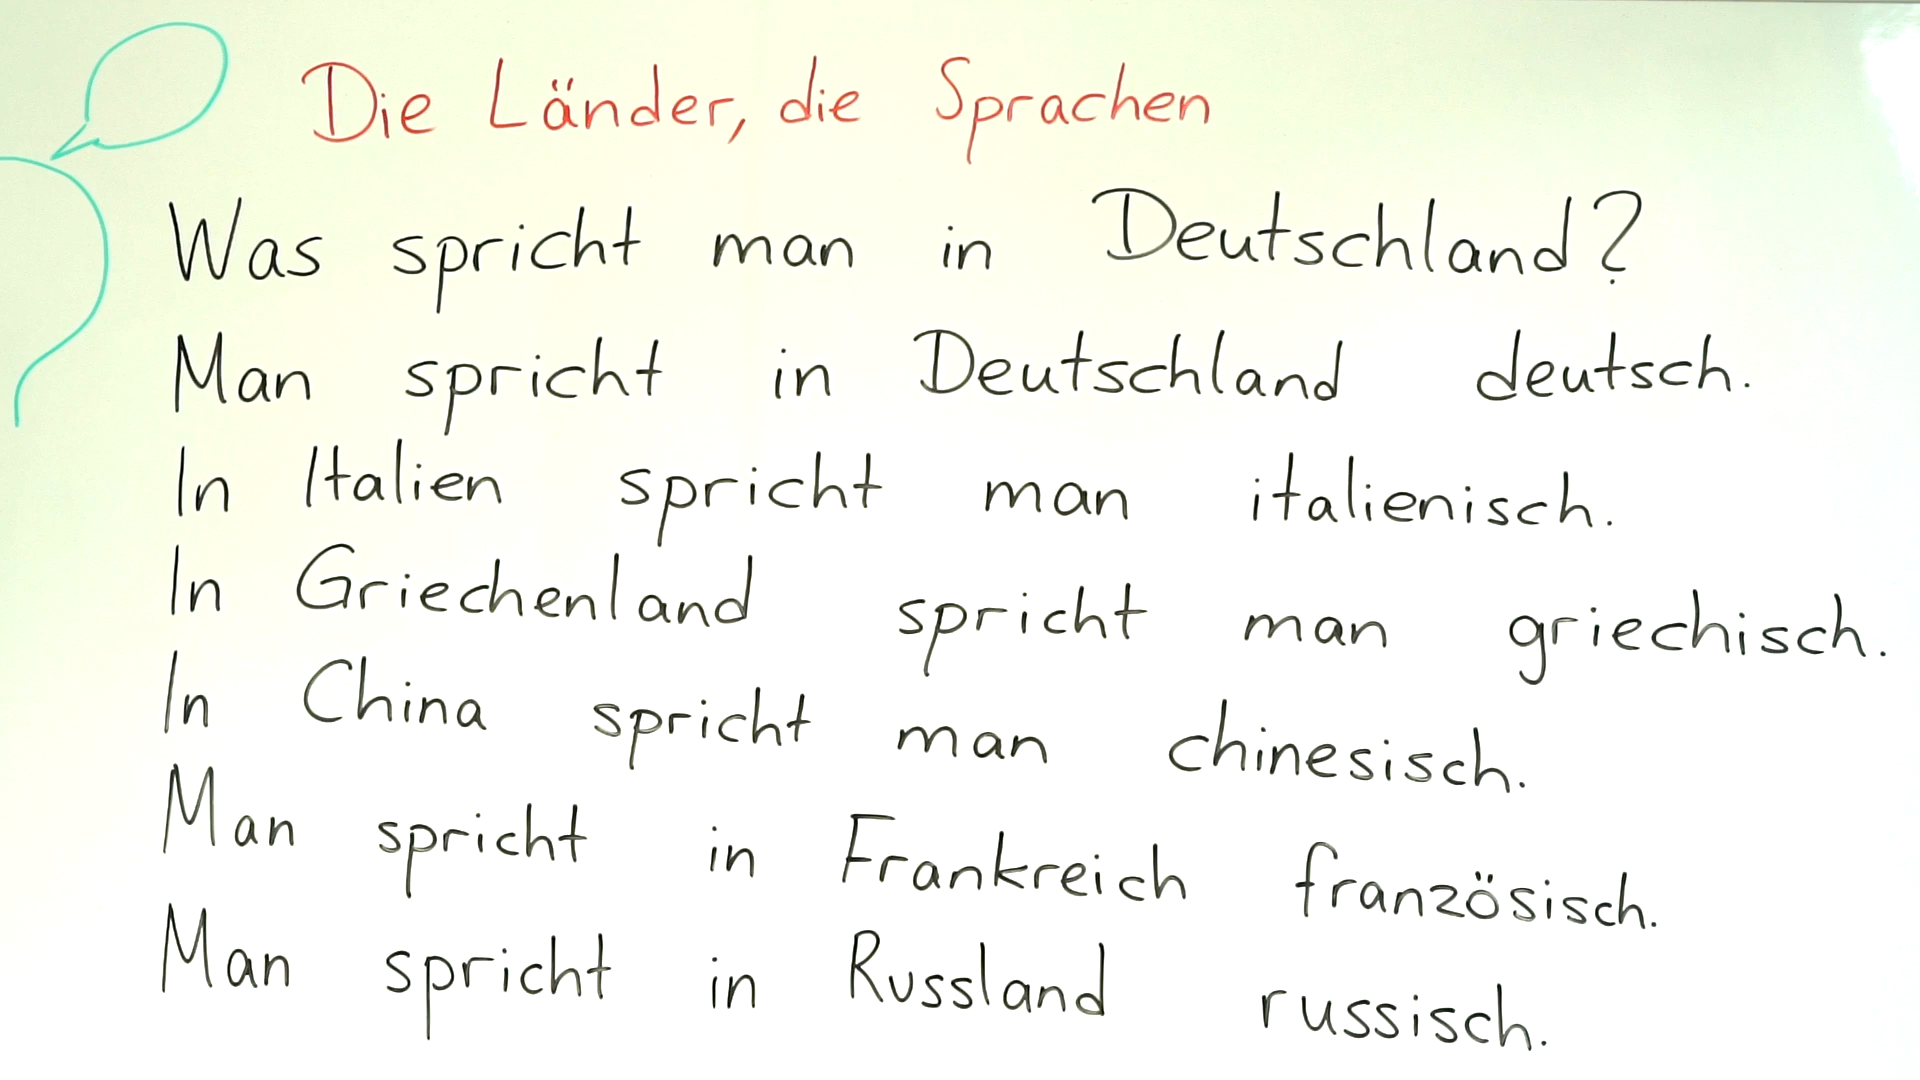 Die Länder, die Sprachen
Was spricht man in Deutschland?
Man spricht in Deutschland deutsch.
In Italien spricht man italienisch.
In Griechenland spricht man griechisch.
In China spricht man chinesisch.
Man spricht in Frankreich französisch.
Man spricht in Russland russisch.